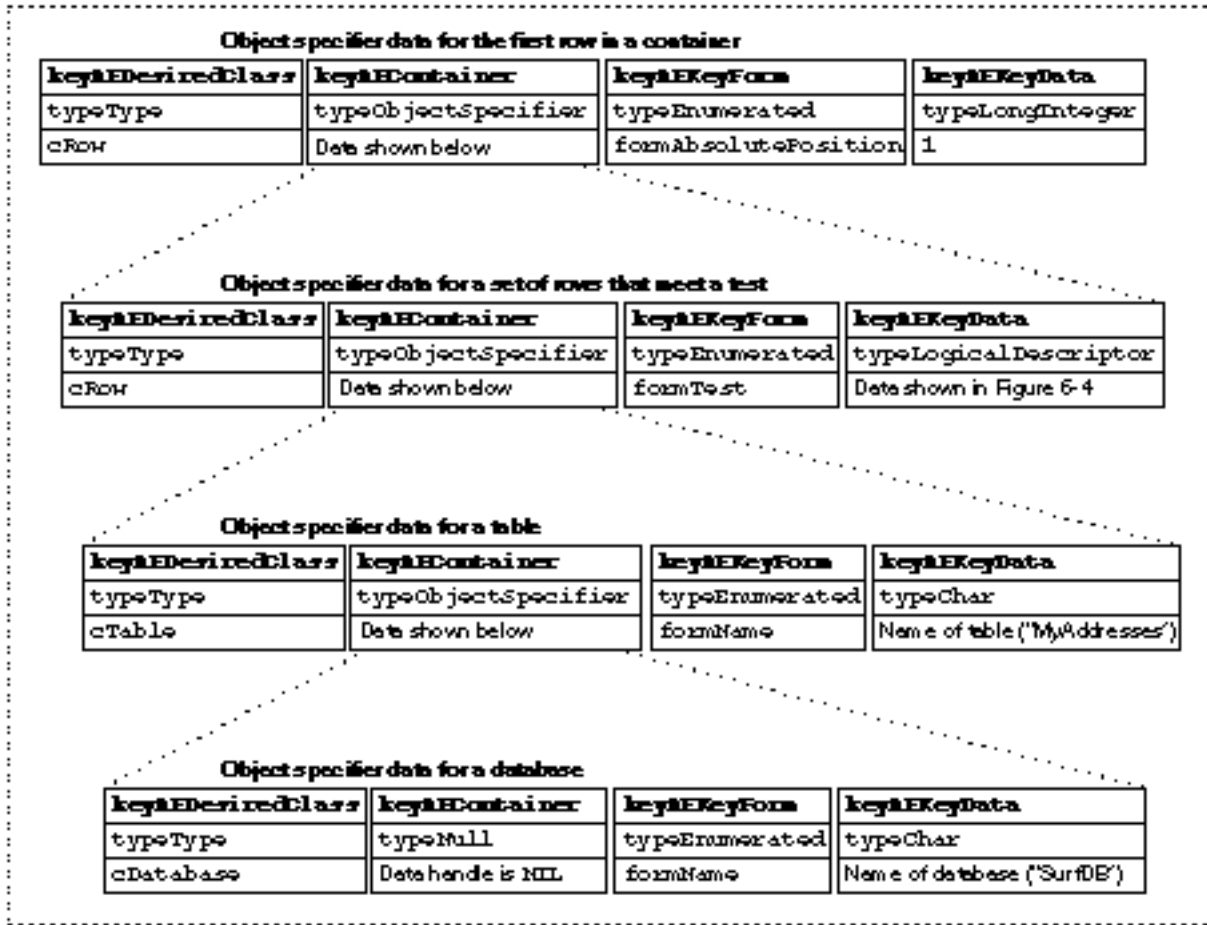 Object specifier data for the first row in a container
keyAEDesiredClass keyAEContainer keyAEKeyForm keyAEKeyData
typeType typeObjectSpecifier typeEnumerated typeLongInteger
cRow Data shown below formAbsolutePosition 1
Object specifier data for a set of rows that meet a test
keyAEDesiredClass keyAEContainer keyAEKeyForm keyAEKeyData
typeType typeObjectSpecifier typeEnumerated typeLogicalDescriptor
cRow Data shown below formTest Data shown in Figure 6-4
Object specifier data for a table
keyAEDesiredClass keyAEContainer keyAEKeyForm keyAEKeyData
typeType typeObjectSpecifier typeEnumerated typeChar
cTable Data shown below formName Name of table ("MyAddresses")
Object specifier data for a database
keyAEDesiredClass keyAEContainer keyAEKeyForm keyAEKeyData
typeType typeNull typeEnumerated typeChar
cDatabase Data handle is NIL formName Name of database ("SurfDB")